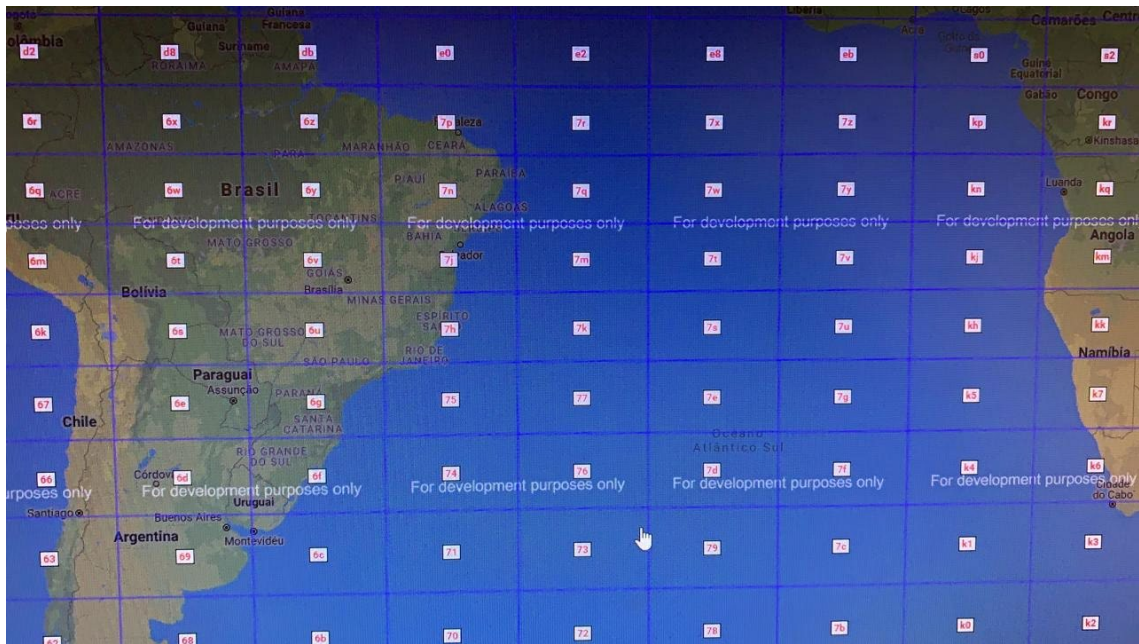 Guiana
Guiana
Francesa
Camarões
d2
Suriname
d8
db
e0
e2
e8
eb
s0
s2
RORAIMA
AMAPÁ
Guiné
Equatorial
Gabão
Congo
6r
6x
6z
7p
7r
7x
7z
kp
kr
AMAZONAS
PARÁ
MARANHÃO
CEARÁ
Kinshasa
PIAUÍ
PARAÍBA
Luanda
6q
ACRE
6w
Brasil
6y
7n
7q
7w
7y
kn
kq
ALAGOAS
poses only
For development purposes only
For development purposes only
For development purposes only
For development purposes onl
TOCANTINS
MATO GROSSO
BAHIA
Angola
6m
6t
6v
7j
ador
7m
7t
7v
kj
km
GOIÁS
Brasília
Bolívia
MINAS GERAIS
ESPÍRITO
6k
6s
MATO GROSSO
DO SUL
6u
7h
7k
7s
7u
kh
kk
SÃO PAULO
RIO DE
JANEIRO
Namíbia
Paraguai
Assunção
PARANÁ
67
6e
6g
75
77
7e
7g
k5
k7
Chile
SANTA
CATARINA
Oceano
Atlântico Sul
RIO GRANDE
DO SUL
66
Córdov
6d
6f
74
76
7d
7f
k4
k6
urposes only
For development purposes only
For development purposes only
For development purposes only
For development purposes only
Cidade
do Cabo
Santiago
Buenos Aires
Uruguai
Argentina
Montevidéu
63
69
6c
71
73
79
7c
k1
k3
62
68
6b
70
72
78
7b
k0
k2